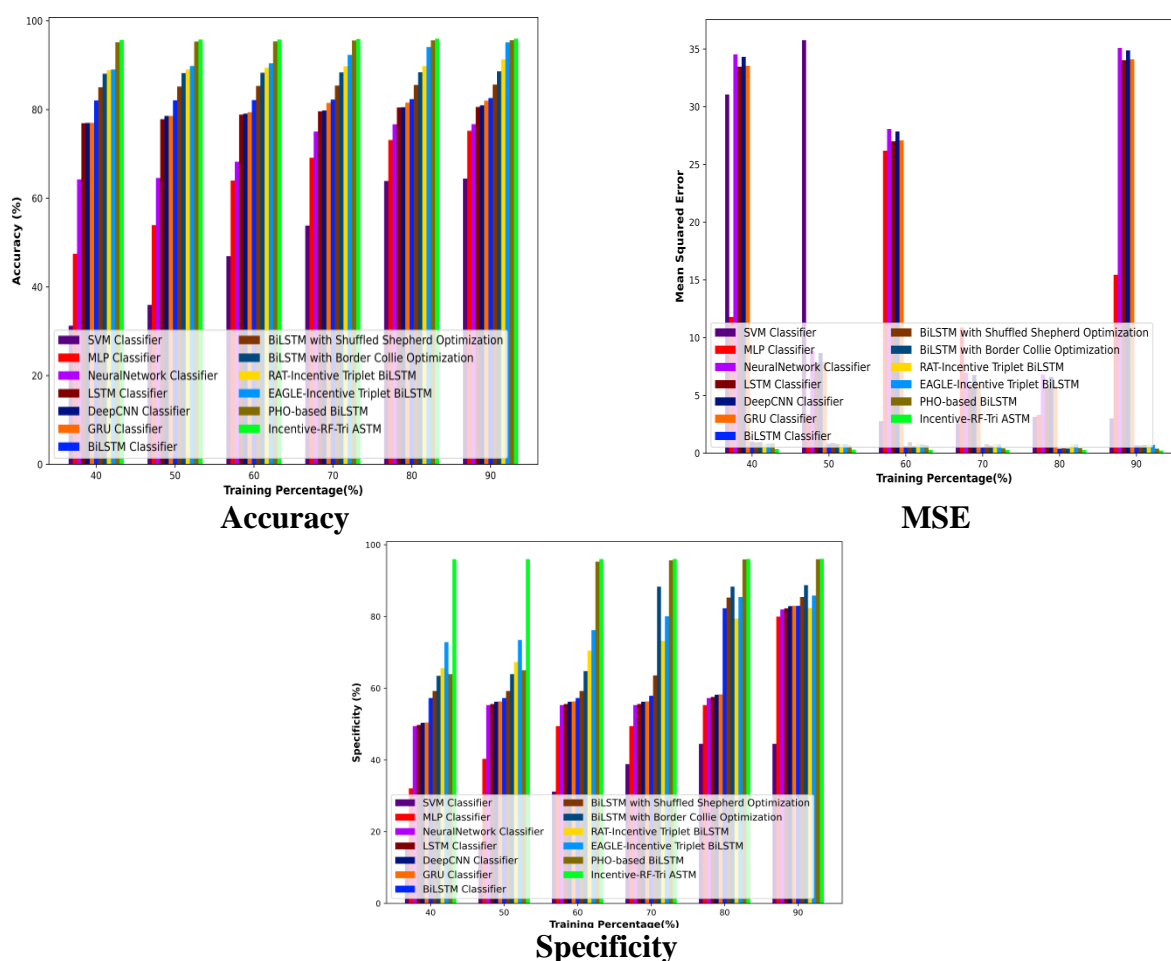 100
80
60
40
20
0
Accuracy (%)
SVM Classifier
MLP Classifier
NeuralNetwork Classifier
LSTM Classifier
DeepCNN Classifier
GRU Classifier
BiLSTM Classifier
BiLSTM with Shuffled Shepherd Optimization
BiLSTM with Border Collie Optimization
RAT-Incentive Triplet BiLSTM
EAGLE-Incentive Triplet BiLSTM
PHO-based BiLSTM
Incentive-RF-Tri ASTM
40 50 60 70 80 90
Training Percentage(%)
Accuracy
35
30
25
20
15
10
5
0
Mean Squared Error
SVM Classifier
MLP Classifier
NeuralNetwork Classifier
LSTM Classifier
DeepCNN Classifier
GRU Classifier
BiLSTM Classifier
BiLSTM with Shuffled Shepherd Optimization
BiLSTM with Border Collie Optimization
RAT-Incentive Triplet BiLSTM
EAGLE-Incentive Triplet BiLSTM
PHO-based BiLSTM
Incentive-RF-Tri ASTM
40 50 60 70 80 90
Training Percentage(%)
MSE
100
80
60
40
20
0
Specificity (%)
SVM Classifier
MLP Classifier
NeuralNetwork Classifier
LSTM Classifier
DeepCNN Classifier
GRU Classifier
BiLSTM Classifier
BiLSTM with Shuffled Shepherd Optimization
BiLSTM with Border Collie Optimization
RAT-Incentive Triplet BiLSTM
EAGLE-Incentive Triplet BiLSTM
PHO-based BiLSTM
Incentive-RF-Tri ASTM
40 50 60 70 80 90
Training Percentage(%)
Specificity